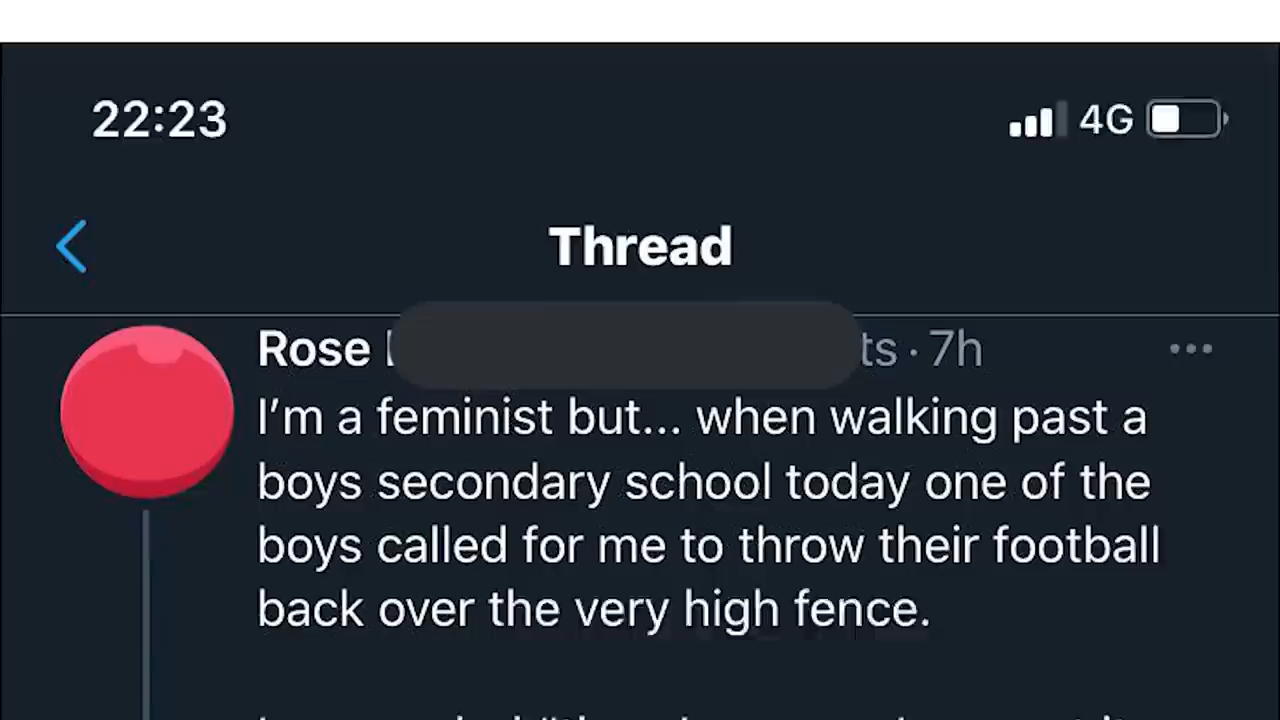 22:23
4G
Thread
Rose
ts · 7h
I’m a feminist but... when walking past a
boys secondary school today one of the
boys called for me to throw their football
back over the very high fence.